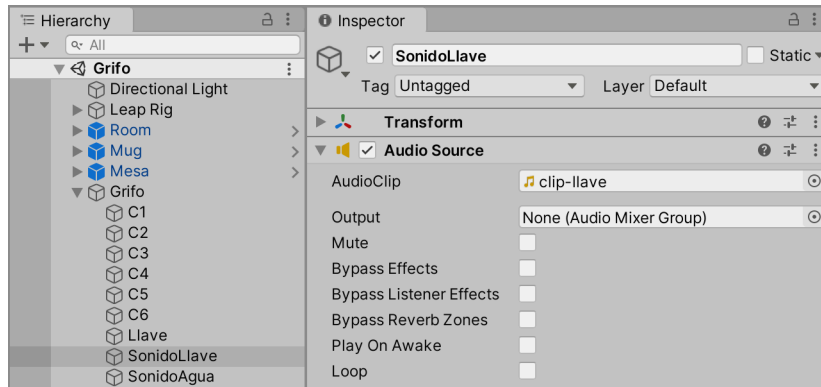 Hierarchy
All
Grifo
Directional Light
Leap Rig
Room
Mug
Mesa
Grifo
C1
C2
C3
C4
C5
C6
Llave
SonidoLlave
SonidoAgua
Inspector
SonidoLlave
Static
Tag Untagged Layer Default
Transform
Audio Source
AudioClip clip-llave
Output None (Audio Mixer Group)
Mute
Bypass Effects
Bypass Listener Effects
Bypass Reverb Zones
Play On Awake
Loop